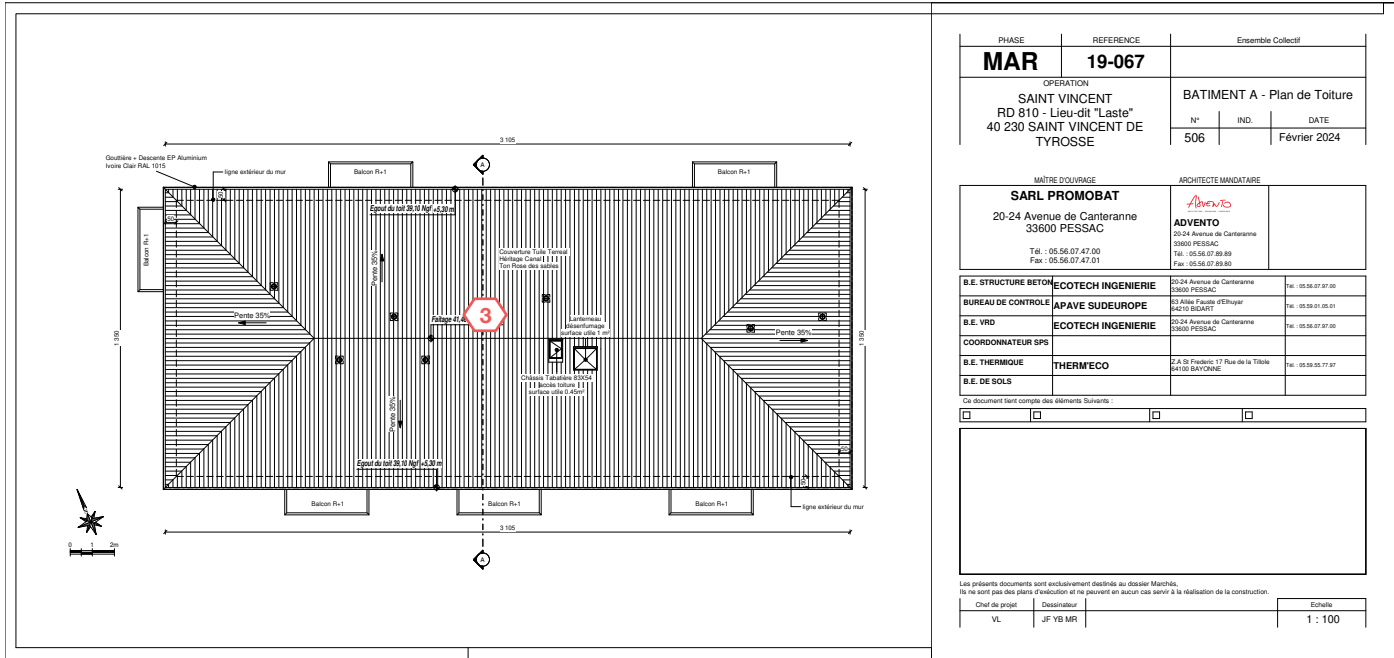 3 105
A
Gouttière + Descente EP Aluminium
Ivoire Clair RAL 1015
ligne extérieur du mur
Balcon R+1
Balcon R+1
50
50
Egout du toit 39,10 Ngf +5,30 m
Balcon R+1
Pente 35%
Couverture Tuile Terreal
Héritage Canal
Ton Rose des sables
Pente 35%
Faîtage 41,46
3
Lanterneau
désenfumage
surface utile 1 m²
Pente 35%
1 350
1 350
Châssis Tabatière 83X54
accès toiture
surface utile 0.45m²
Pente 35%
50
Egout du toit 39,10 Ngf +5,30 m
50
Balcon R+1
Balcon R+1
Balcon R+1
ligne extérieur du mur
3 105
A
0 1 2m
PHASE
REFERENCE
Ensemble Collectif
MAR
19-067
OPERATION
SAINT VINCENT
RD 810 - Lieu-dit "Laste"
40 230 SAINT VINCENT DE
TYROSSE
BATIMENT A - Plan de Toiture
N° IND. DATE
506 Février 2024
MAÎTRE D'OUVRAGE
SARL PROMOBAT
20-24 Avenue de Canteranne
33600 PESSAC
Tél. : 05.56.07.47.00
Fax : 05.56.07.47.01
ARCHITECTE MANDATAIRE
ADVENTO
ADVENTO
20-24 Avenue de Canteranne
33600 PESSAC
Tél. : 05.56.07.89.89
Fax : 05.56.07.89.80
B.E. STRUCTURE BETON
ECOTECH INGENIERIE
20-24 Avenue de Canteranne
33600 PESSAC
Tél. : 05.56.07.97.00
BUREAU DE CONTROLE
APAVE SUDEUROPE
63 Allée Fauste d'Elhuyar
64210 BIDART
Tél. : 05.59.01.05.01
B.E. VRD
ECOTECH INGENIERIE
20-24 Avenue de Canteranne
33600 PESSAC
Tél. : 05.56.07.97.00
COORDONNATEUR SPS
B.E. THERMIQUE
THERM'ECO
Z.A St Frederic 17 Rue de la Tillole
64100 BAYONNE
Tél. : 05.59.55.77.97
B.E. DE SOLS
Ce document tient compte des éléments Suivants :
Les présents documents sont exclusivement destinés au dossier Marchés,
Ils ne sont pas des plans d'exécution et ne peuvent en aucun cas servir à la réalisation de la construction.
Chef de projet
Dessinateur
Echelle
VL
JF YB MR
1 : 100